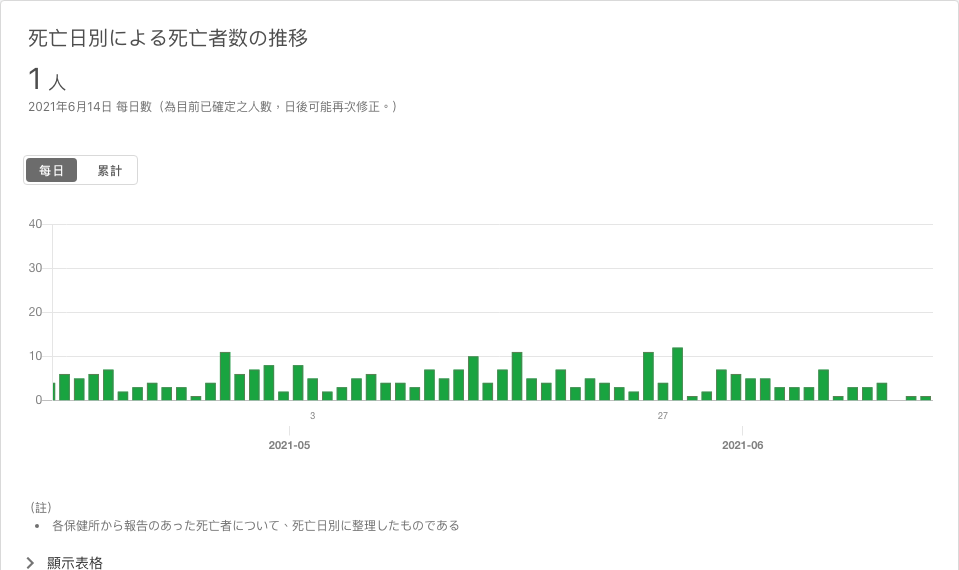 死亡日別による死亡者数の推移
1 人
2021年6月14日 每日數（為目前已確定之人數，日後可能再次修正。）
每日 累計
40
30
20
10
0
3 27
2021-05 2021-06
（註）
• 各保健所から報告のあった死亡者について、死亡日別に整理したものである
顯示表格